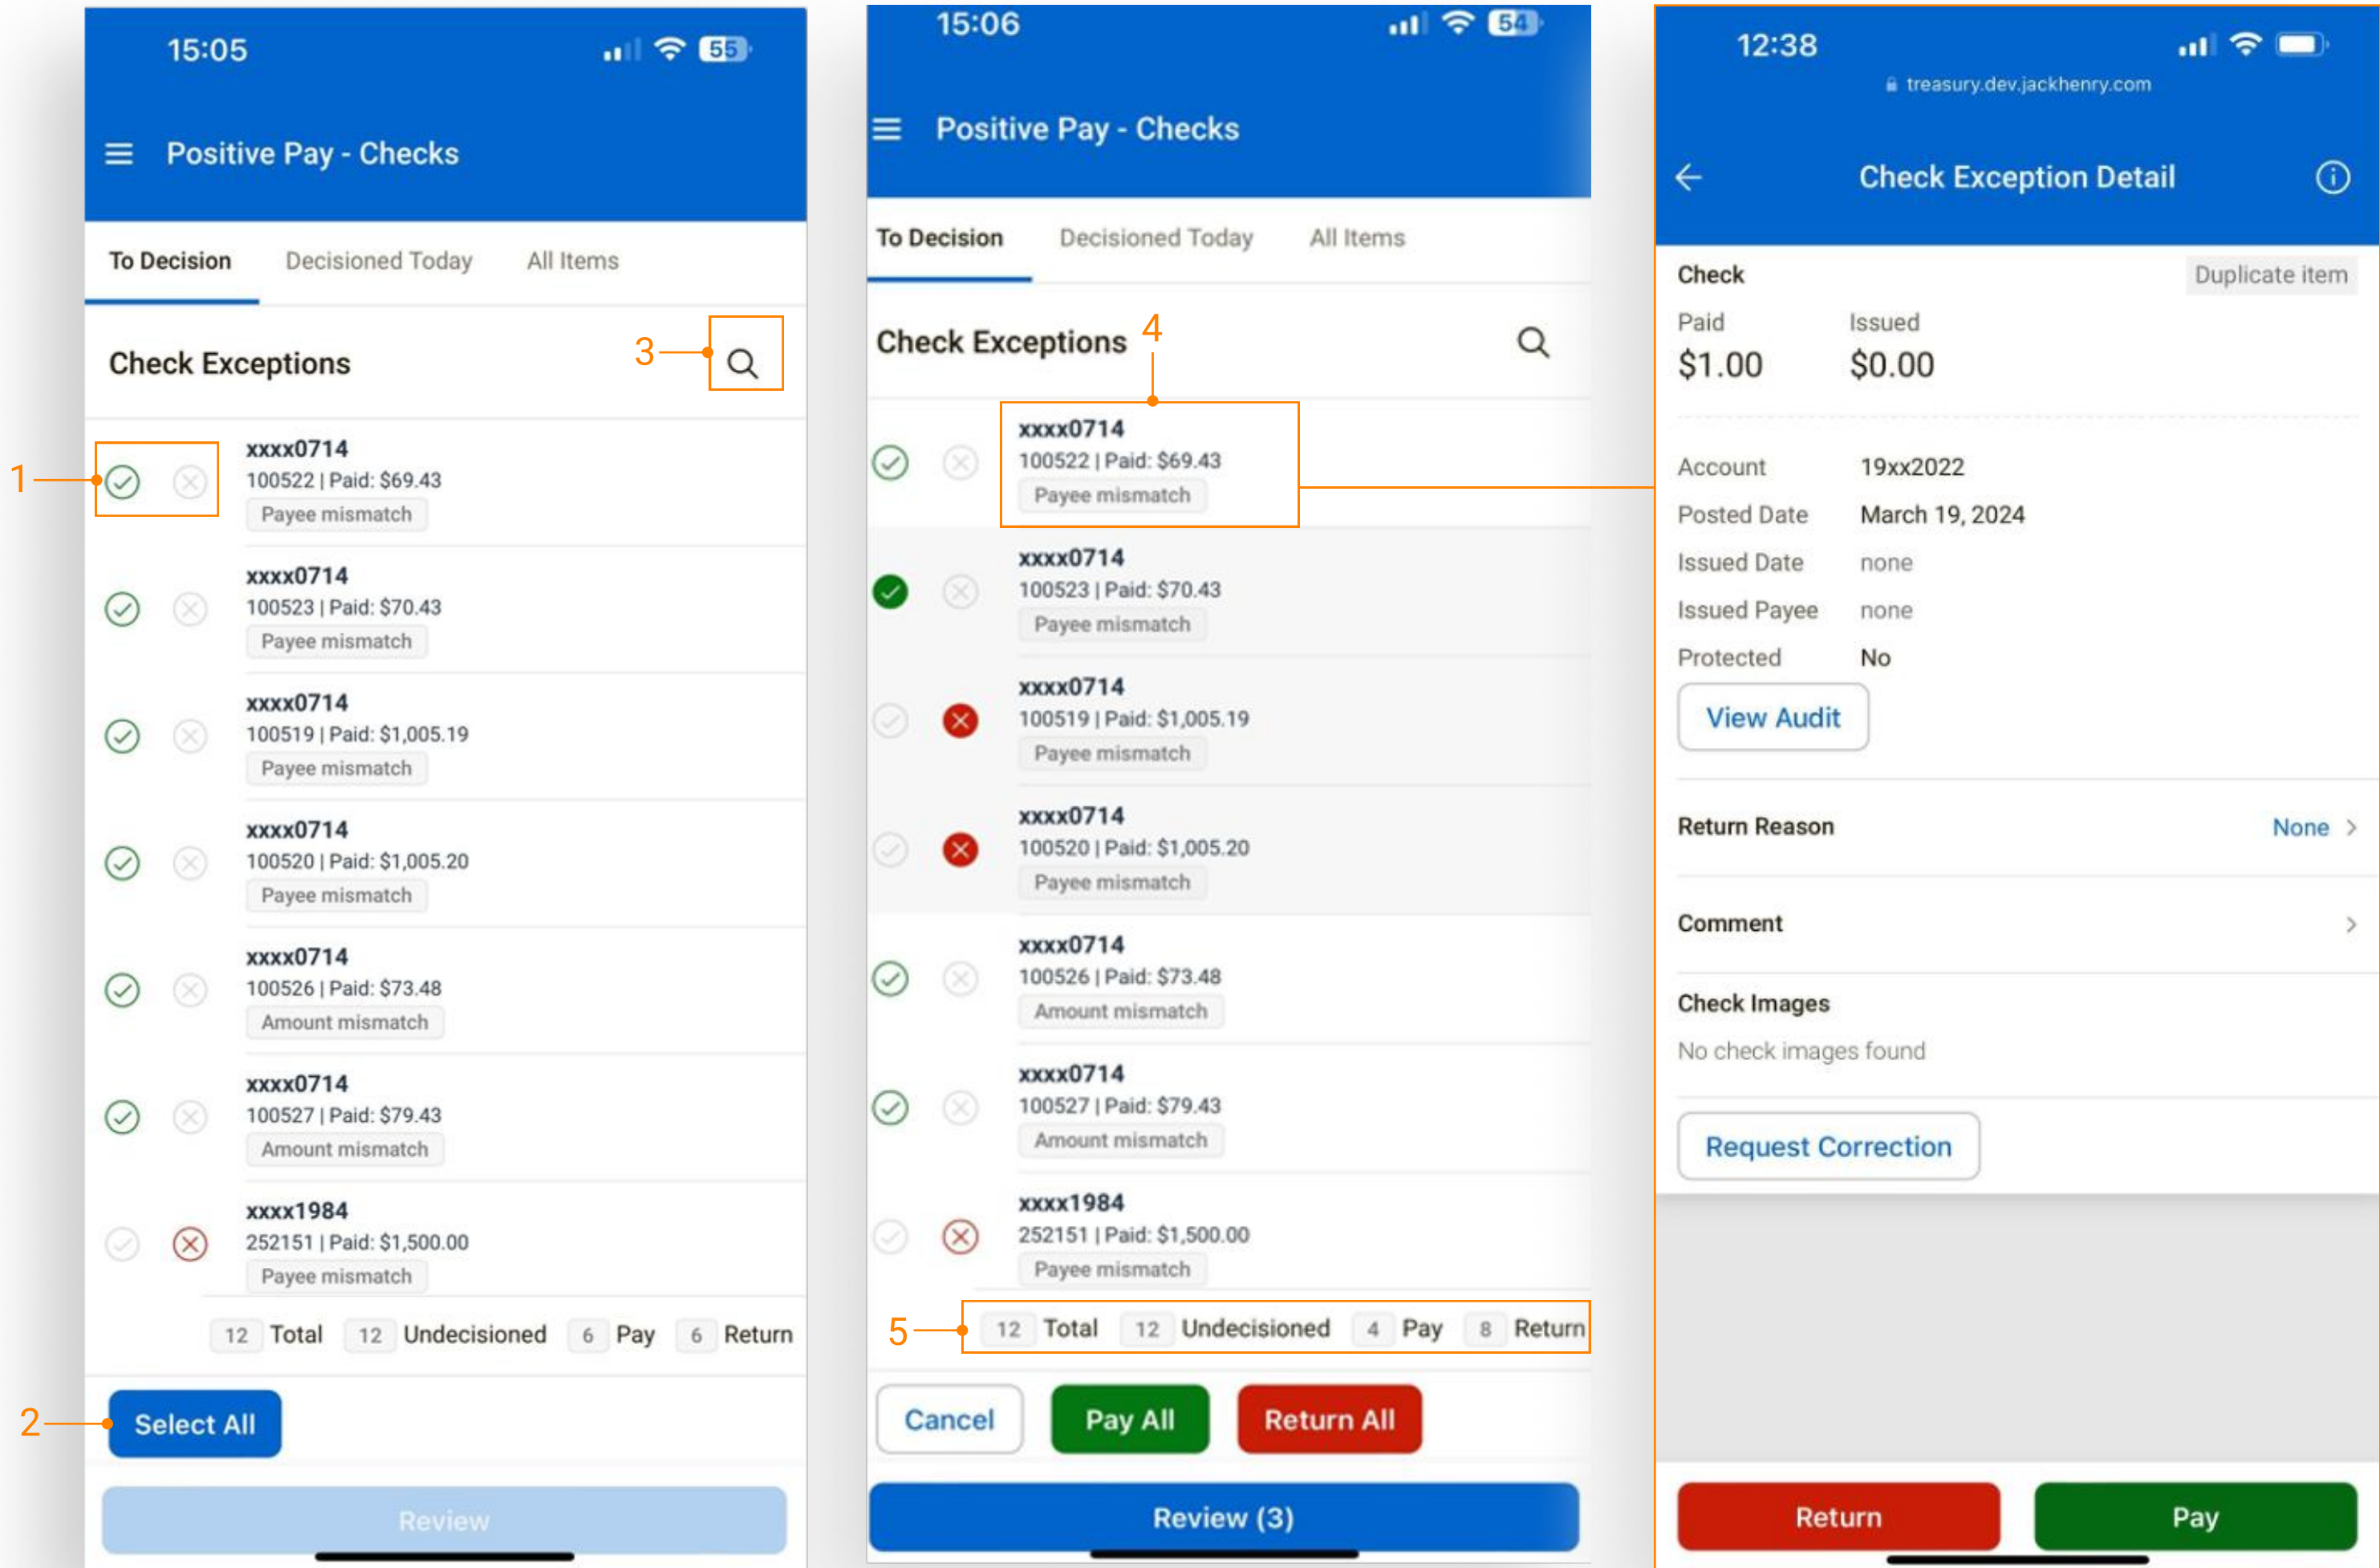 15:05
55
Positive Pay - Checks
To Decision Decisioned Today All Items
Check Exceptions
3
1
xxxx0714
100522 | Paid: $69.43
Payee mismatch
xxxx0714
100523 | Paid: $70.43
Payee mismatch
xxxx0714
100519 | Paid: $1,005.19
Payee mismatch
xxxx0714
100520 | Paid: $1,005.20
Payee mismatch
xxxx0714
100526 | Paid: $73.48
Amount mismatch
xxxx0714
100527 | Paid: $79.43
Amount mismatch
xxxx1984
252151 | Paid: $1,500.00
Payee mismatch
12 Total 12 Undecisioned 6 Pay 6 Return
2
Select All
Review
15:06
54
Positive Pay - Checks
To Decision Decisioned Today All Items
Check Exceptions
4
xxxx0714
100522 | Paid: $69.43
Payee mismatch
xxxx0714
100523 | Paid: $70.43
Payee mismatch
xxxx0714
100519 | Paid: $1,005.19
Payee mismatch
xxxx0714
100520 | Paid: $1,005.20
Payee mismatch
xxxx0714
100526 | Paid: $73.48
Amount mismatch
xxxx0714
100527 | Paid: $79.43
Amount mismatch
xxxx1984
252151 | Paid: $1,500.00
Payee mismatch
5
12 Total 12 Undecisioned 4 Pay 8 Return
Cancel Pay All Return All
Review (3)
12:38
treasury.dev.jackhenry.com
Check Exception Detail
Check Duplicate item
Paid Issued
$1.00 $0.00
Account 19xx2022
Posted Date March 19, 2024
Issued Date none
Issued Payee none
Protected No
View Audit
Return Reason None
Comment
Check Images
No check images found
Request Correction
Return Pay